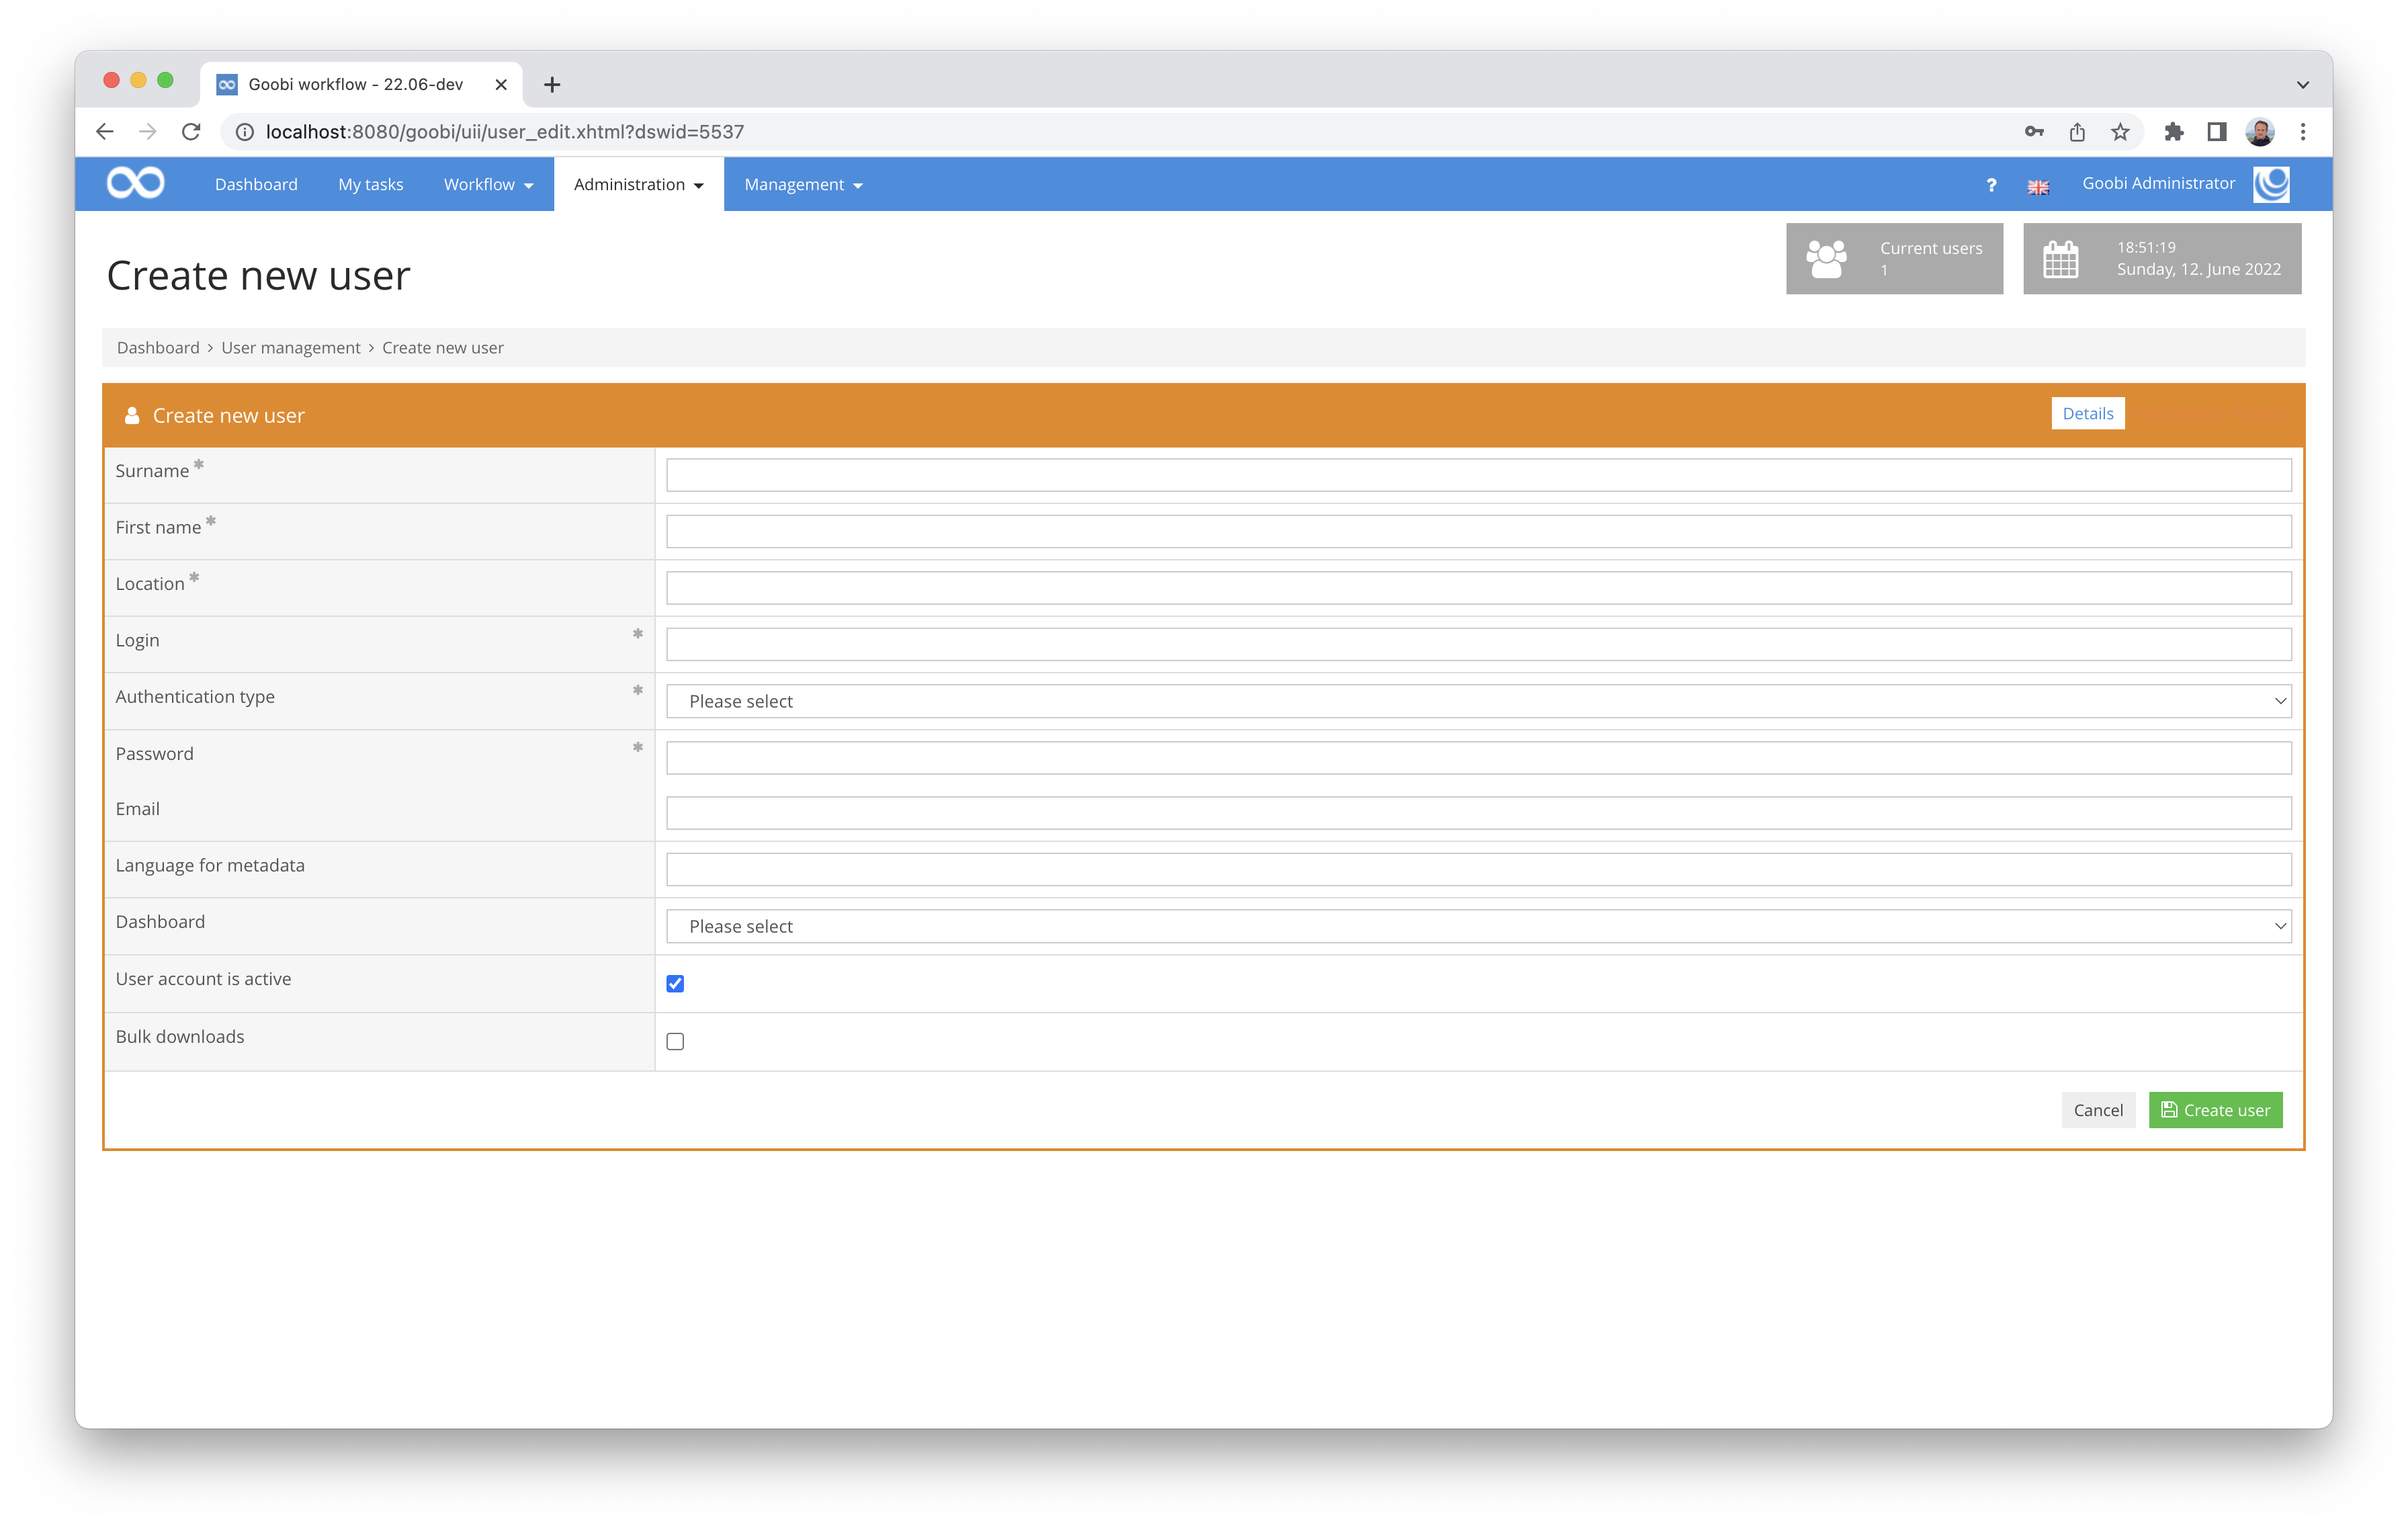 Goobi workflow - 22.06-dev
localhost:8080/goobi/uii/user_edit.xhtml?dswid=5537
Dashboard My tasks Workflow Administration Management ? Goobi Administrator
Create new user
Current users
1
18:51:19
Sunday, 12. June 2022
Dashboard > User management > Create new user
Create new user Details
Surname *
First name *
Location *
Login *
Authentication type * Please select
Password *
Email
Language for metadata
Dashboard Please select
User account is active
Bulk downloads
Cancel Create user